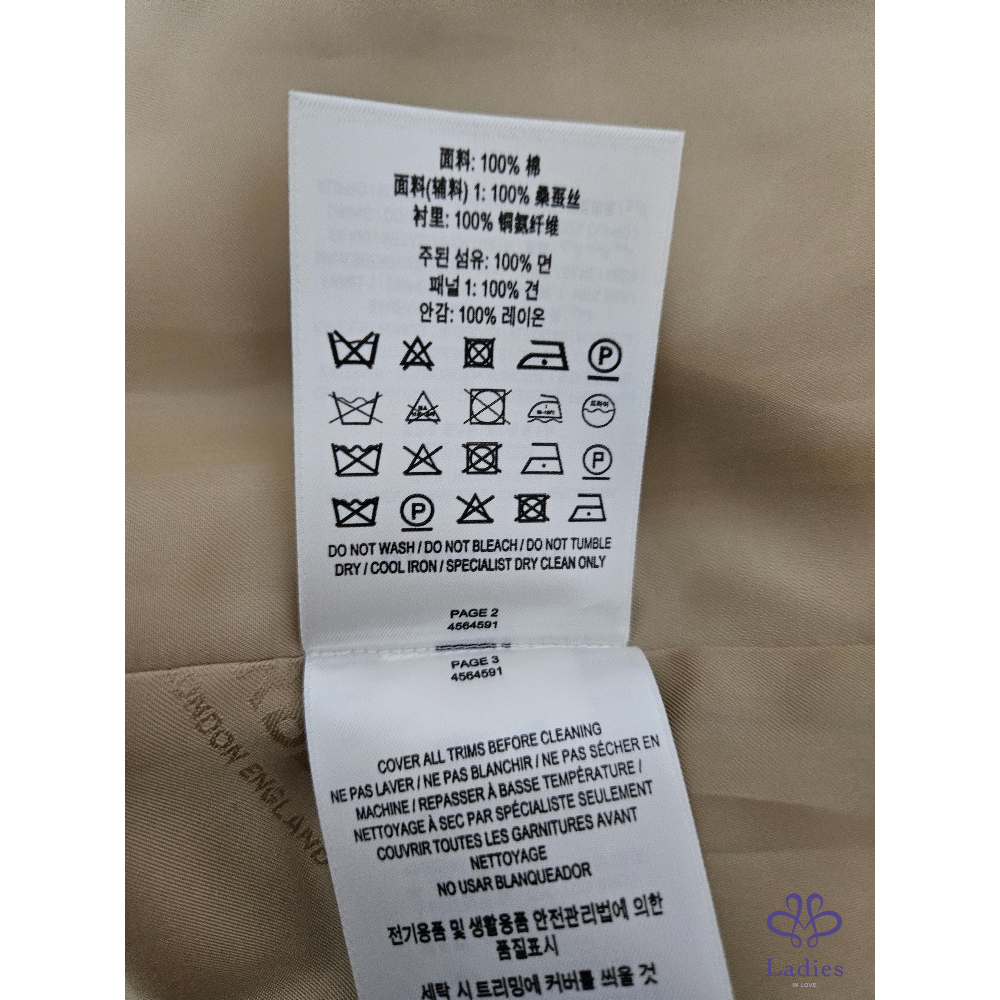 面料: 100% 棉
面料(辅料) 1: 100% 桑蚕丝
衬里: 100% 铜氨纤维
주된 섬유: 100% 면
패널 1: 100% 견
안감: 100% 레이온
P
드라이
P
P
DO NOT WASH / DO NOT BLEACH / DO NOT TUMBLE
DRY / COOL IRON / SPECIALIST DRY CLEAN ONLY
PAGE 2
4564591
PAGE 3
4564591
COVER ALL TRIMS BEFORE CLEANING
NE PAS LAVER / NE PAS BLANCHIR / NE PAS SÉCHER EN
MACHINE / REPASSER À BASSE TEMPÉRATURE /
NETTOYAGE À SEC PAR SPÉCIALISTE SEULEMENT
COUVRIR TOUTES LES GARNITURES AVANT
NETTOYAGE
NO USAR BLANQUEADOR
전기용품 및 생활용품 안전관리법에 의한
품질표시
세탁 시 트리밍에 커버를 씌울 것
ENGLAND
Ladies
IN LOVE